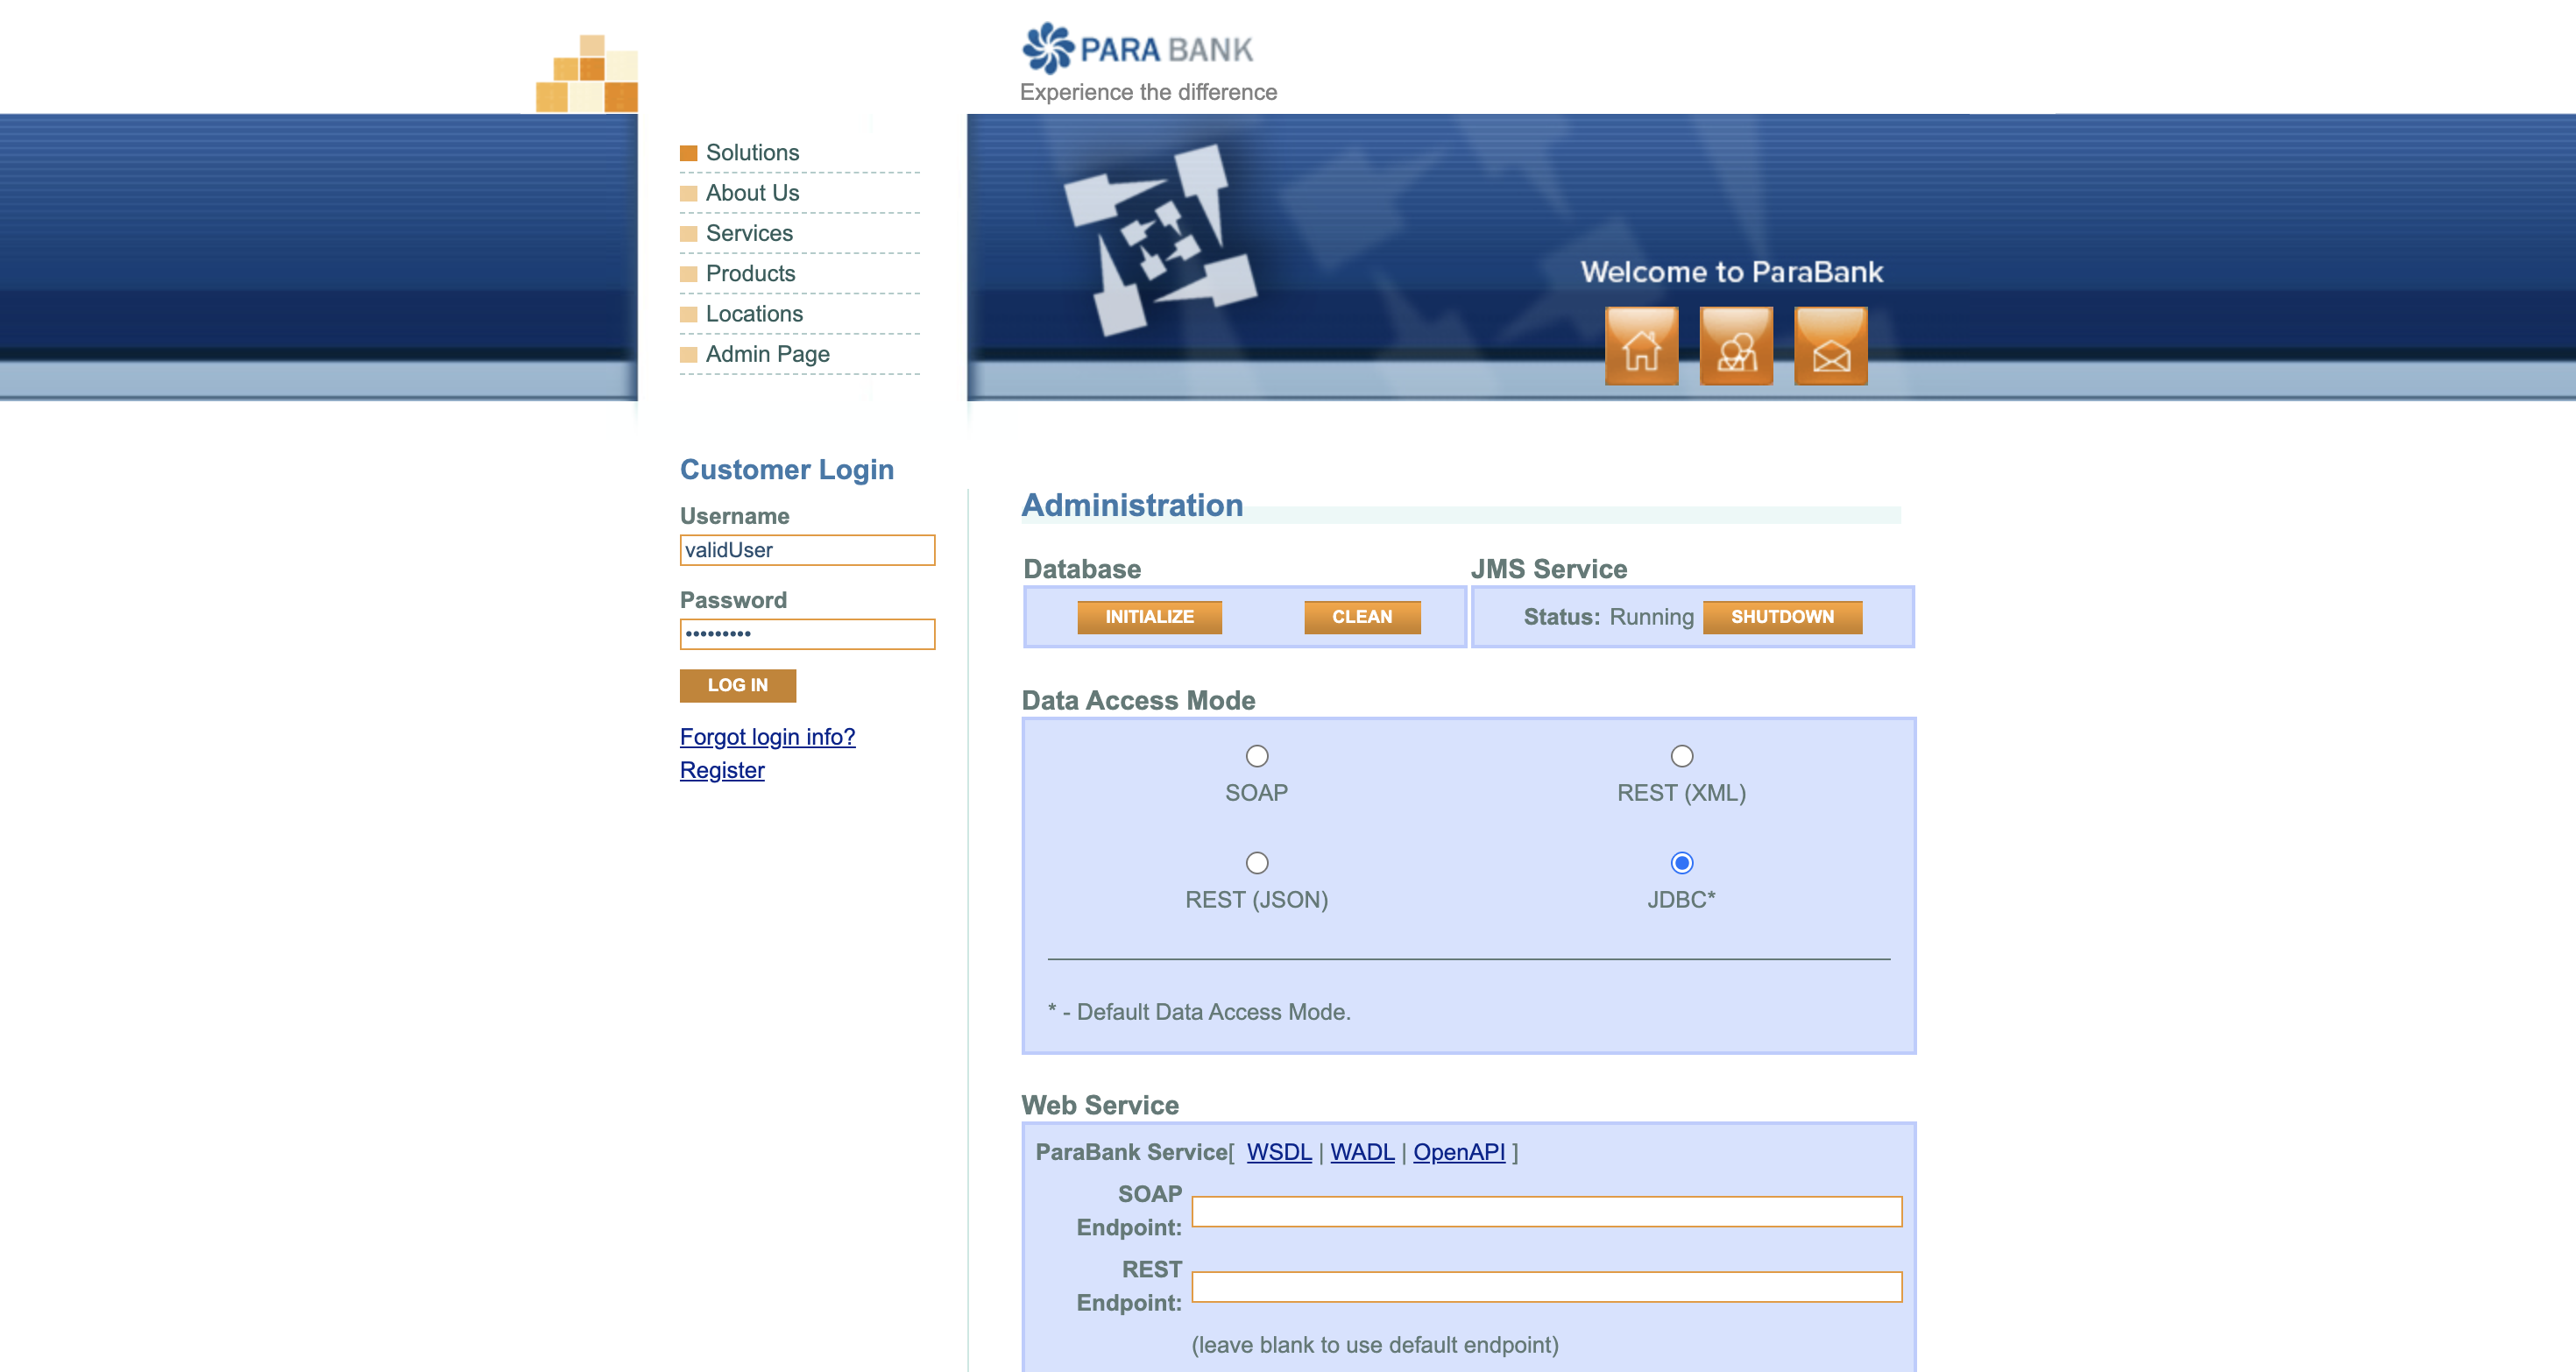 PARA BANK
Experience the difference
Solutions
About Us
Services
Products
Locations
Admin Page
Welcome to ParaBank
Customer Login
Username
validUser
Password
•••••••••
LOG IN
Forgot login info?
Register
Administration
Database
INITIALIZE CLEAN
JMS Service
Status: Running SHUTDOWN
Data Access Mode
SOAP REST (XML)
REST (JSON) JDBC*
* - Default Data Access Mode.
Web Service
ParaBank Service[ WSDL | WADL | OpenAPI ]
SOAP
Endpoint:
REST
Endpoint:
(leave blank to use default endpoint)